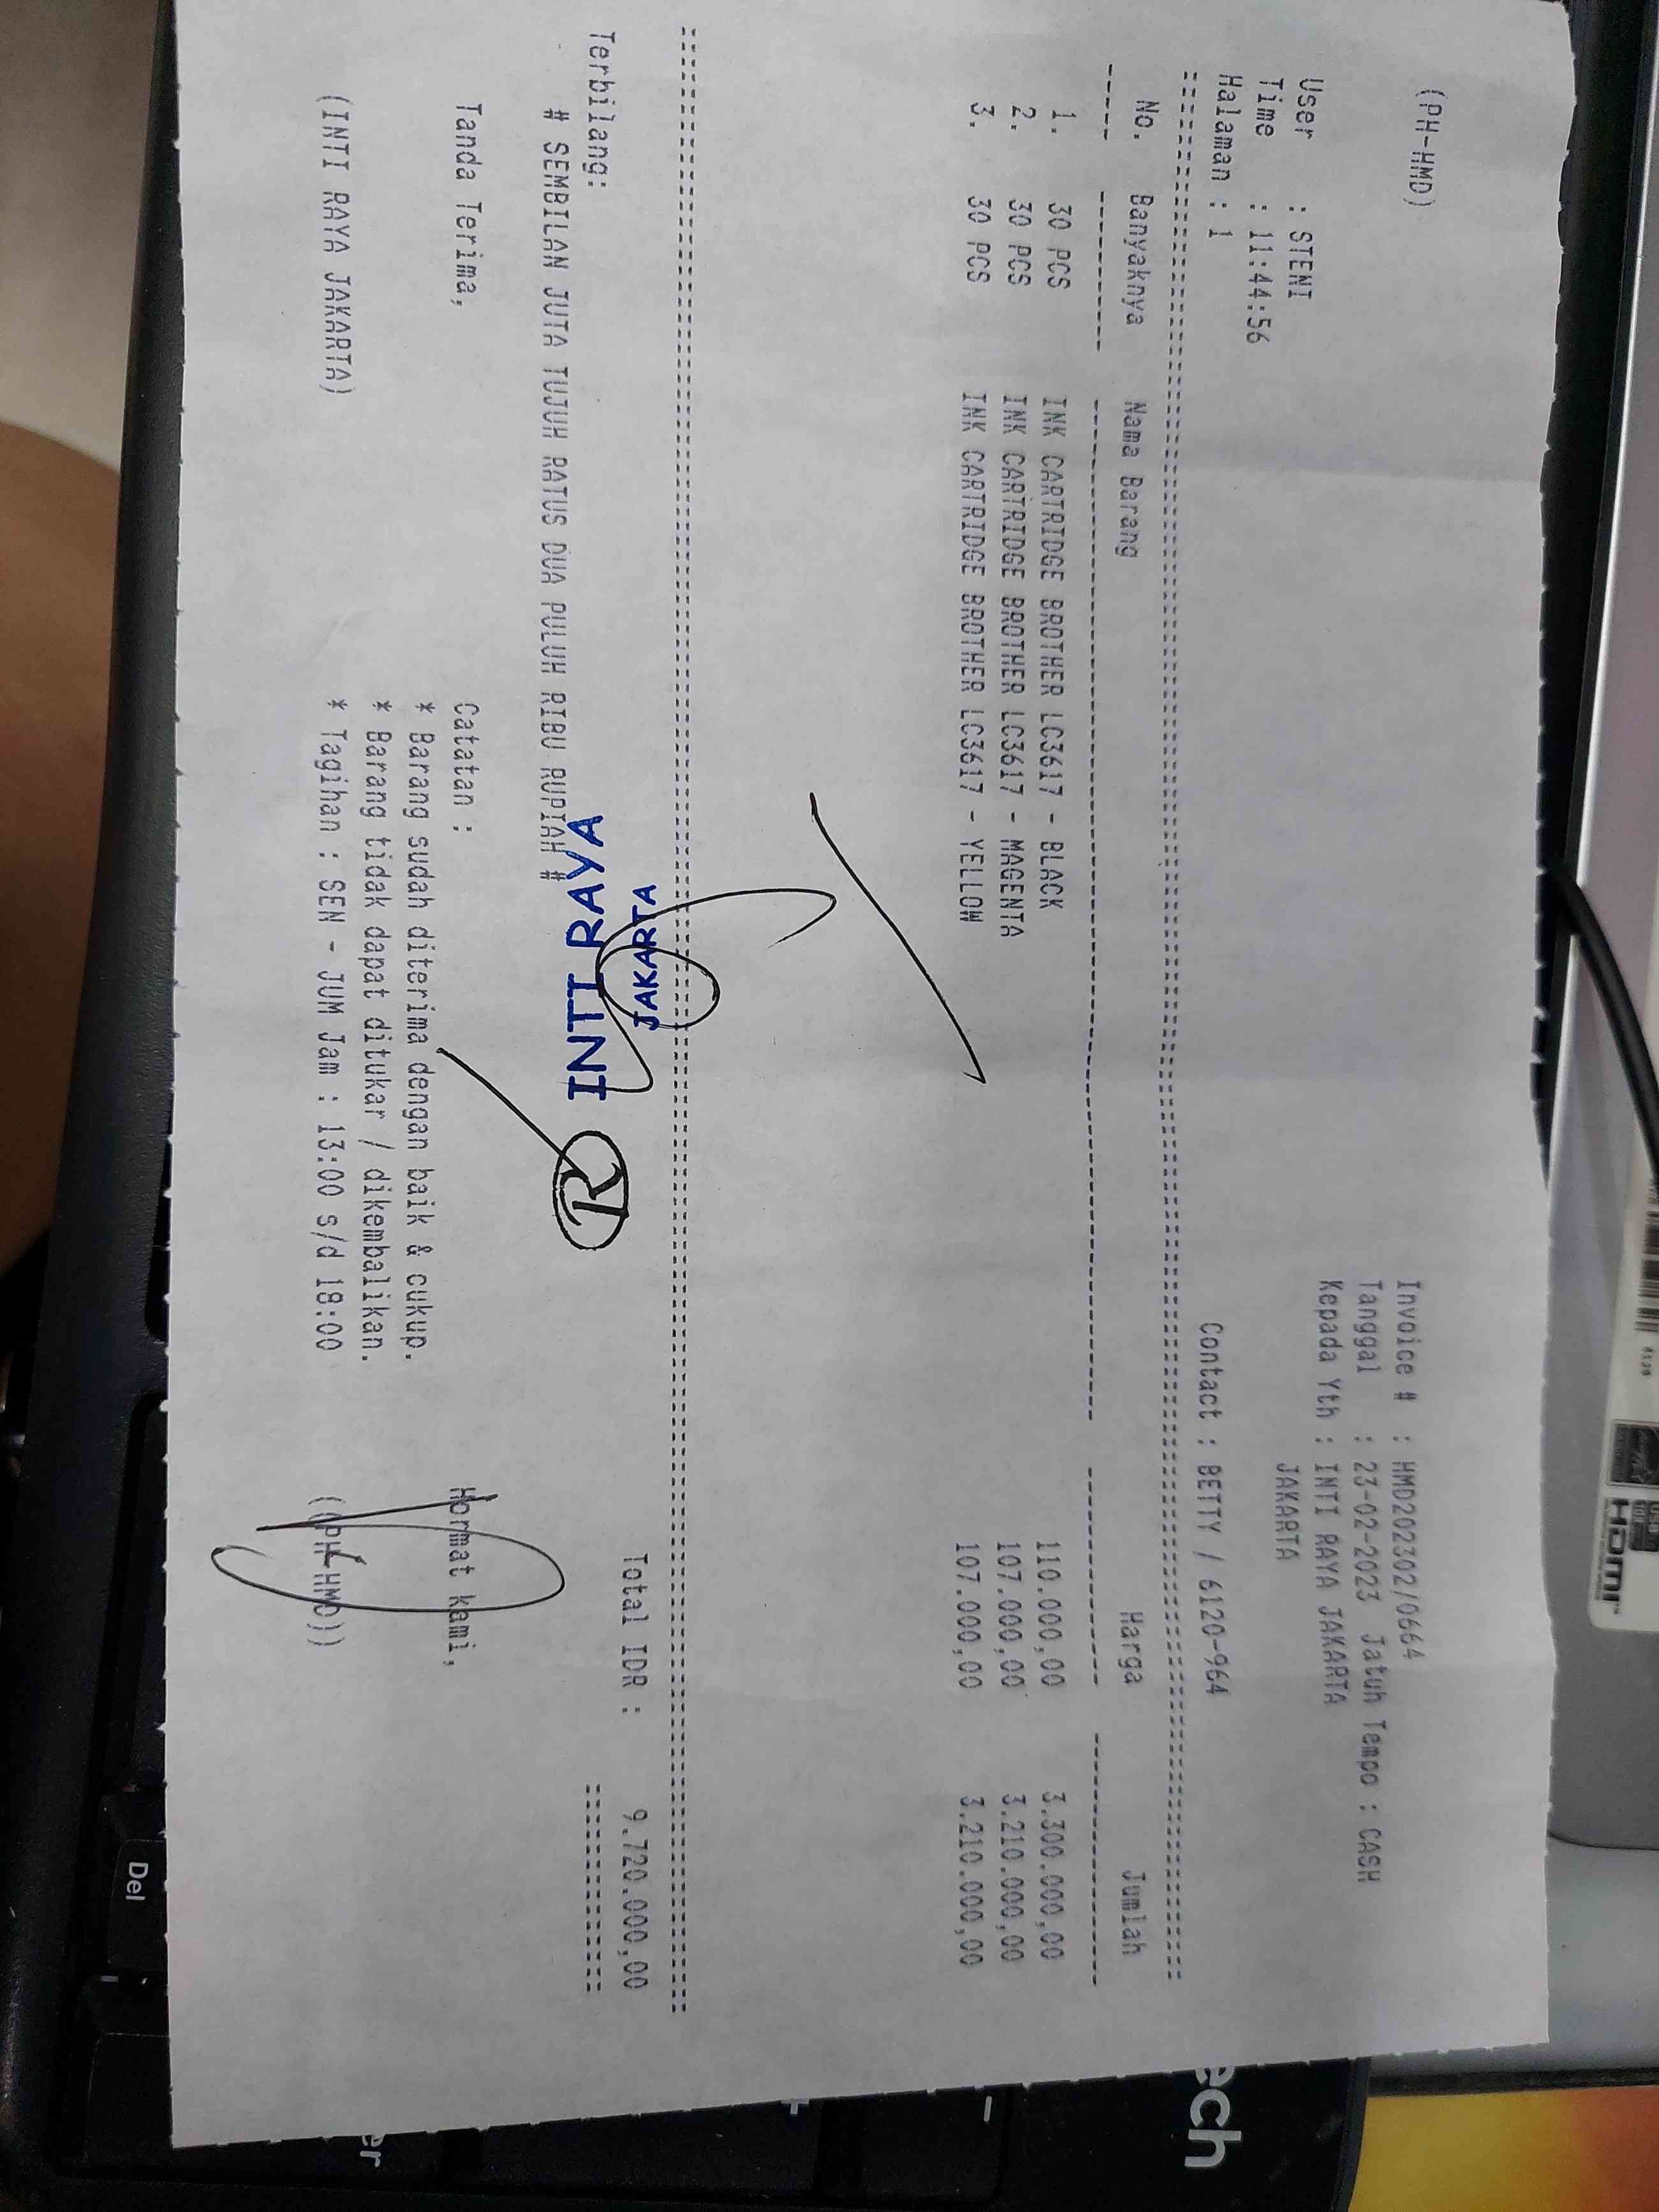 (PH-HMD)
Invoice # : HMD202302/0664
Tanggal : 23-02-2023 Jatuh Tempo : CASH
Kepada Yth : INTI RAYA JAKARTA
JAKARTA
User : STENI
Time : 11:44:56
Halaman : 1
Contact : BETTY / 6120-964
No. Banyaknya Nama Barang Harga Jumlah
1. 30 PCS INK CARTRIDGE BROTHER LC3617 - BLACK 110.000,00 3.300.000,00
2. 30 PCS INK CARTRIDGE BROTHER LC3617 - MAGENTA 107.000,00 3.210.000,00
3. 30 PCS INK CARTRIDGE BROTHER LC3617 - YELLOW 107.000,00 3.210.000,00
Total IDR : 9.720.000,00
Terbilang:
# SEMBILAN JUTA TUJUH RATUS DUA PULUH RIBU RUPIAH #
JAKARTA
INTI RAYA
R
Tanda Terima,
Catatan :
Hormat kami,
* Barang sudah diterima dengan baik & cukup.
* Barang tidak dapat ditukar / dikembalikan.
* Tagihan : SEN - JUM Jam : 13:00 s/d 18:00
(INTI RAYA JAKARTA)
((PH-HMD))
HDMI
Del
ech
er